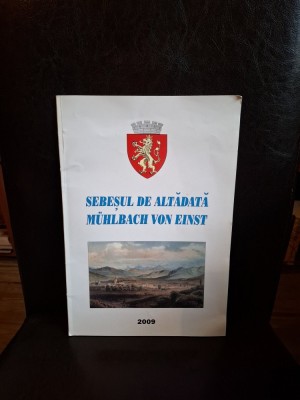 SEBEȘUL DE ALTĂDATĂ
MÜHLBACH VON EINST
2009